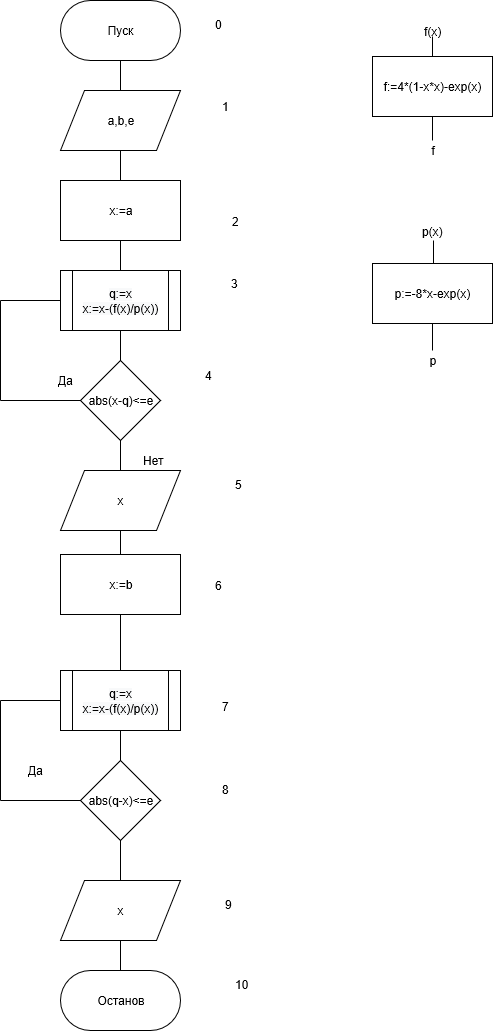 Пуск
0
a,b,e
1
x:=a
2
q:=x
x:=x-(f(x)/p(x))
3
Да
abs(x-q)<=e
4
Нет
x
5
x:=b
6
q:=x
x:=x-(f(x)/p(x))
7
Да
abs(q-x)<=e
8
x
9
Останов
10
f(x)
f:=4*(1-x*x)-exp(x)
f
p(x)
p:=-8*x-exp(x)
p